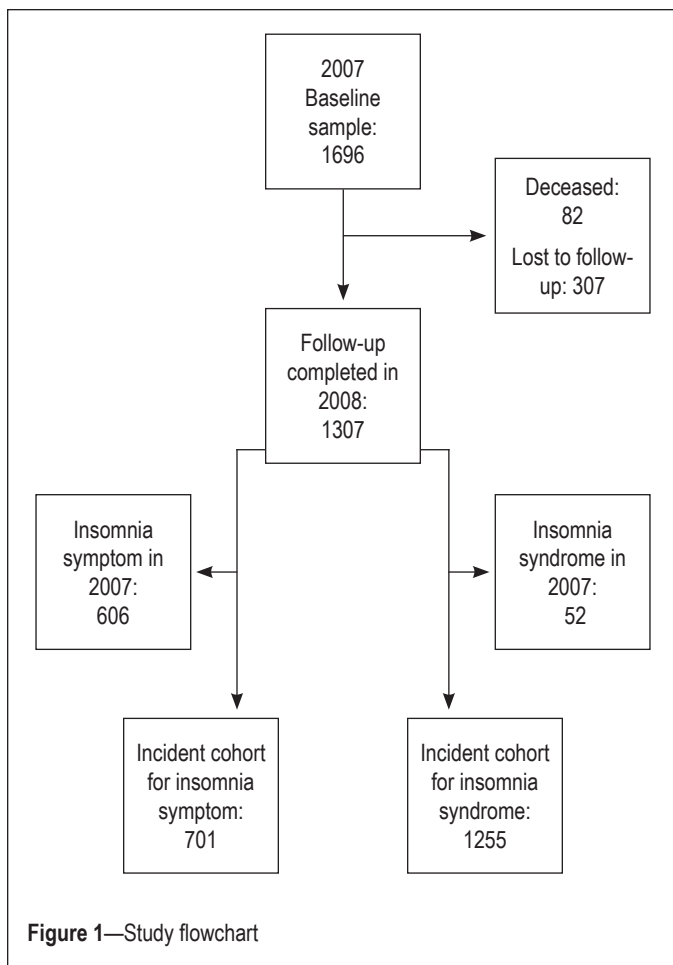 2007
Baseline
sample:
1696
Deceased:
82
Lost to follow-
up: 307
Follow-up
completed in
2008:
1307
Insomnia
symptom in
2007:
606
Insomnia
syndrome in
2007:
52
Incident cohort
for insomnia
symptom:
701
Incident cohort
for insomnia
syndrome:
1255
Figure 1—Study flowchart